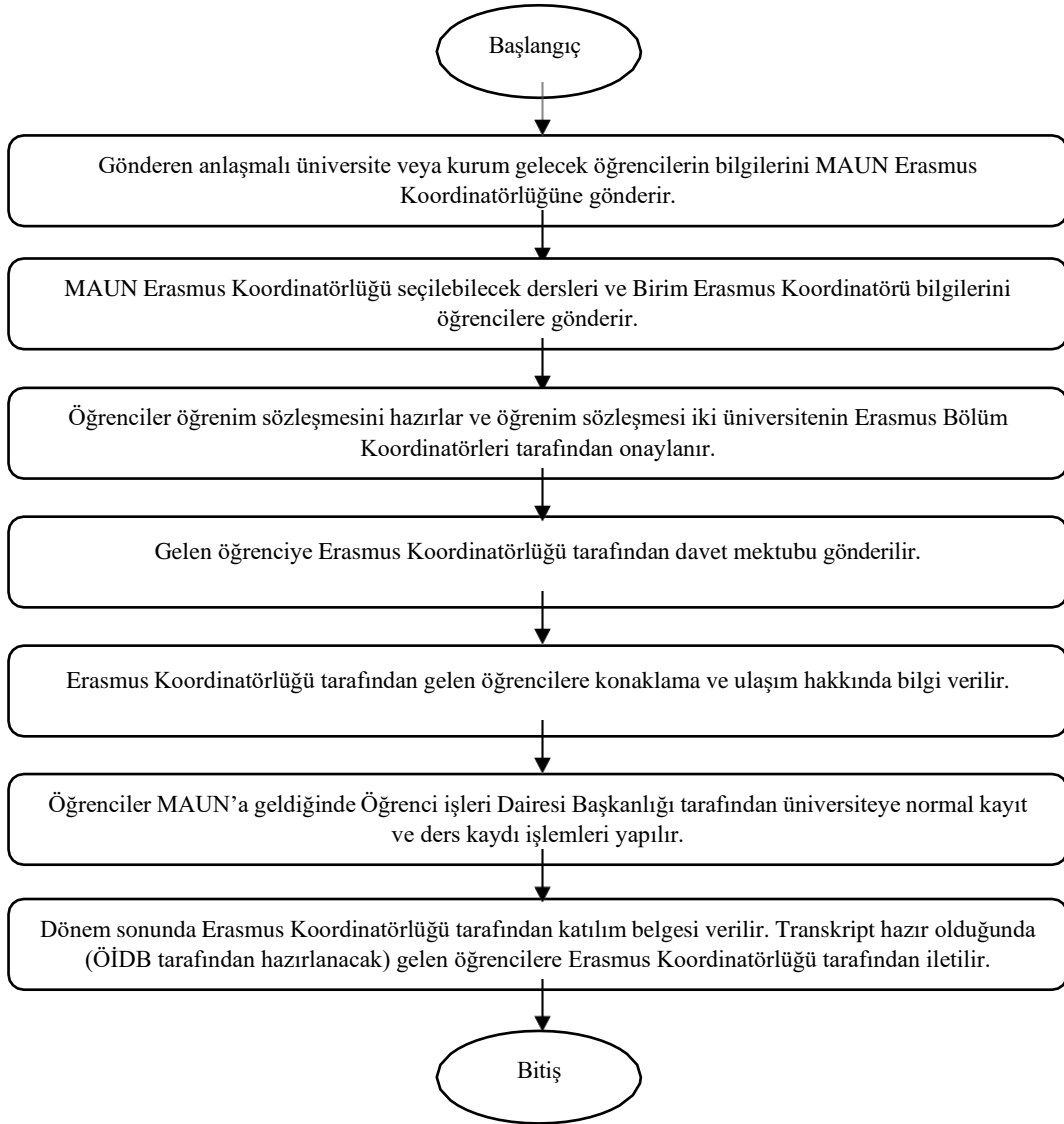 Başlangıç
Gönderen anlaşmalı üniversite veya kurum gelecek öğrencilerin bilgilerini MAUN Erasmus
Koordinatörlüğüne gönderir.
MAUN Erasmus Koordinatörlüğü seçilebilecek dersleri ve Birim Erasmus Koordinatörü bilgilerini
öğrencilere gönderir.
Öğrenciler öğrenim sözleşmesini hazırlar ve öğrenim sözleşmesi iki üniversitenin Erasmus Bölüm
Koordinatörleri tarafından onaylanır.
Gelen öğrenciye Erasmus Koordinatörlüğü tarafından davet mektubu gönderilir.
Erasmus Koordinatörlüğü tarafından gelen öğrencilere konaklama ve ulaşım hakkında bilgi verilir.
Öğrenciler MAUN’a geldiğinde Öğrenci işleri Dairesi Başkanlığı tarafından üniversiteye normal kayıt
ve ders kaydı işlemleri yapılır.
Dönem sonunda Erasmus Koordinatörlüğü tarafından katılım belgesi verilir. Transkript hazır olduğunda
(ÖİDB tarafından hazırlanacak) gelen öğrencilere Erasmus Koordinatörlüğü tarafından iletilir.
Bitiş